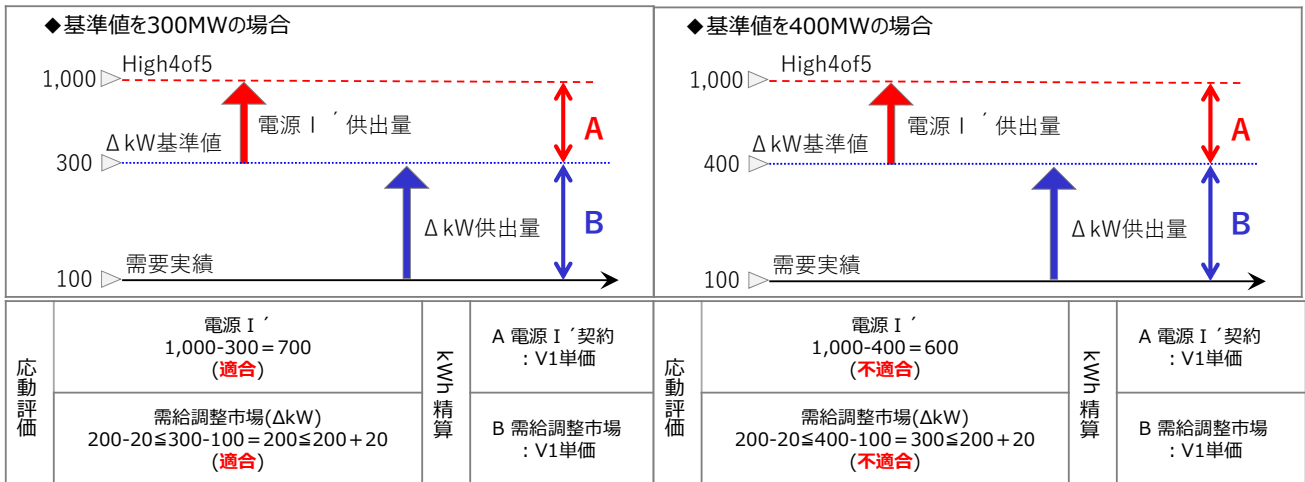 ◆基準値を300MWの場合
High4of5
1,000
電源Ⅰ´供出量
A
ΔkW基準値
300
ΔkW供出量
B
需要実績
100
応動評価
電源Ⅰ´
1,000-300=700
(適合)
需給調整市場(ΔkW)
200-20≦300-100=200≦200+20
(適合)
kWh精算
A 電源Ⅰ´契約
:V1単価
B 需給調整市場
:V1単価
◆基準値を400MWの場合
High4of5
1,000
電源Ⅰ´供出量
A
ΔkW基準値
400
ΔkW供出量
B
需要実績
100
応動評価
電源Ⅰ´
1,000-400=600
(不適合)
需給調整市場(ΔkW)
200-20≦400-100=300≦200+20
(不適合)
kWh精算
A 電源Ⅰ´契約
:V1単価
B 需給調整市場
:V1単価